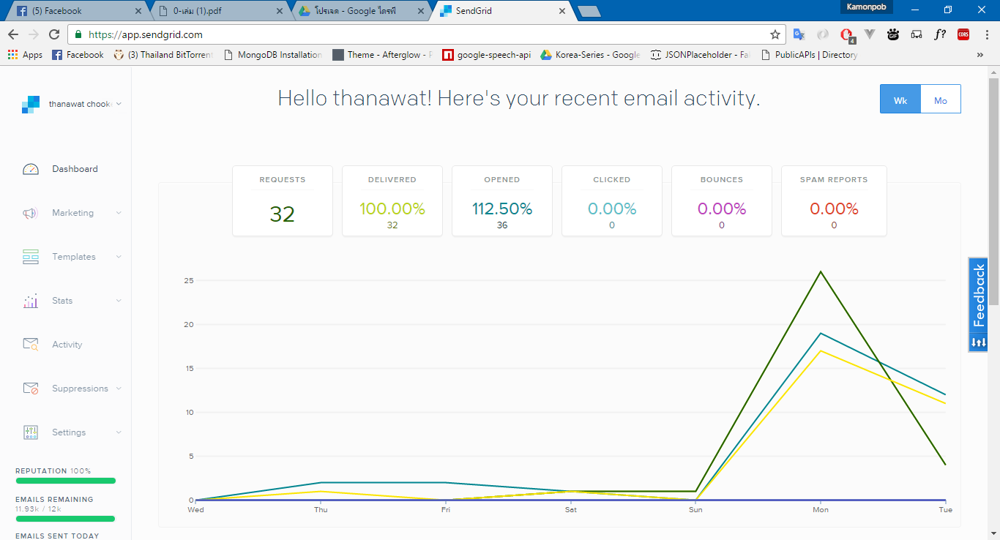 (5) Facebook
0-เล่ม (1).pdf
โปรเจค - Google ไดรฟ์
SendGrid
Kamonpob
https://app.sendgrid.com
GIF
f?
CORS
4
Apps
Facebook
(3) Thailand BitTorrent
MongoDB Installation
Theme - Afterglow - P
google-speech-api
Korea-Series - Google
JSONPlaceholder - Fa
PublicAPIs | Directory
»
thanawat chook
Hello thanawat! Here's your recent email activity.
Wk
Mo
Dashboard
Marketing
Templates
Stats
Activity
Suppressions
Settings
REPUTATION 100%
EMAILS REMAINING
11.93k / 12k
EMAILS SENT TODAY
REQUESTS
32
DELIVERED
100.00%
32
OPENED
112.50%
36
CLICKED
0.00%
0
BOUNCES
0.00%
0
SPAM REPORTS
0.00%
0
25
20
15
10
5
0
Wed
Thu
Fri
Sat
Sun
Mon
Tue
Feedback